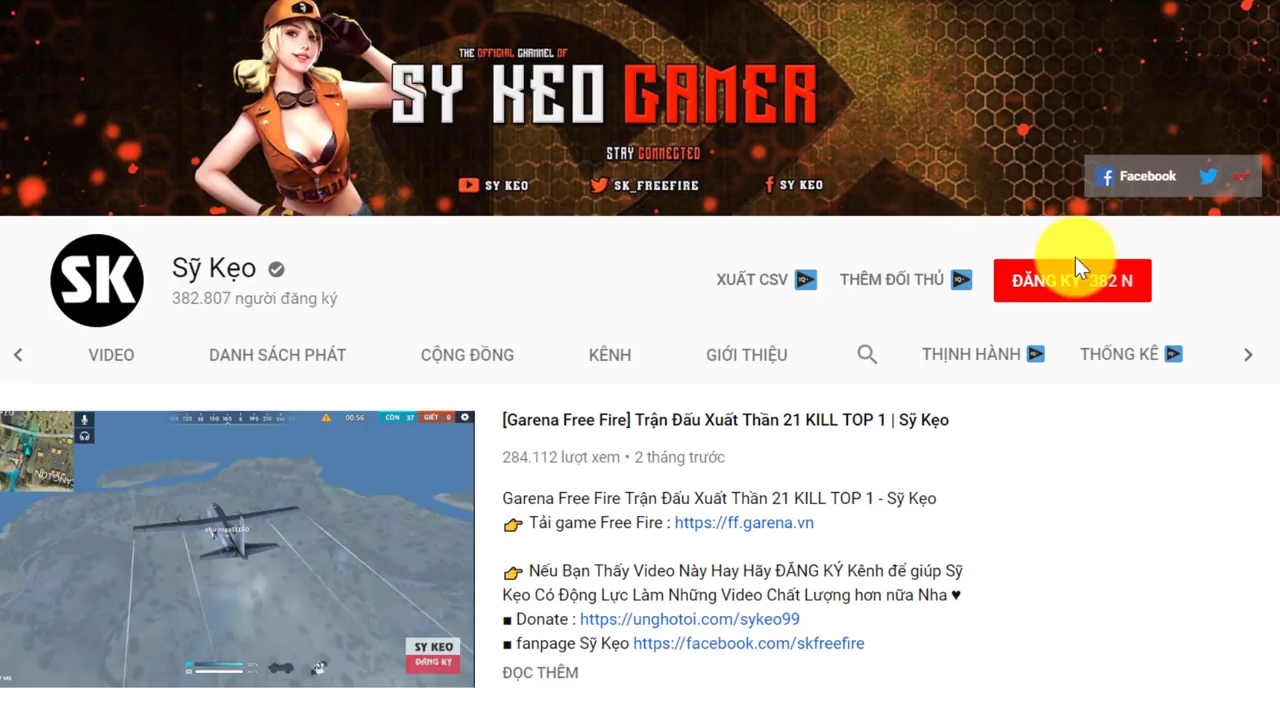 THE OFFICIAL CHANNEL OF
SY KEO GAMER
STAY CONNECTED
SY KEO
SK_FREEFIRE
SY KEO
Facebook
SK
Sỹ Kẹo
382.807 người đăng ký
XUẤT CSV
THÊM ĐỐI THỦ
ĐĂNG KÝ 382 N
VIDEO
DANH SÁCH PHÁT
CỘNG ĐỒNG
KÊNH
GIỚI THIỆU
THỊNH HÀNH
THỐNG KÊ
00:56
CÒN 37
GIẾT 0
SY KEO
ĐĂNG KÝ
[Garena Free Fire] Trận Đấu Xuất Thần 21 KILL TOP 1 | Sỹ Kẹo
284.112 lượt xem • 2 tháng trước
Garena Free Fire Trận Đấu Xuất Thần 21 KILL TOP 1 - Sỹ Kẹo
👉 Tải game Free Fire : https://ff.garena.vn
👉 Nếu Bạn Thấy Video Này Hay Hãy ĐĂNG KÝ Kênh để giúp Sỹ
Kẹo Có Động Lực Làm Những Video Chất Lượng hơn nữa Nha ♥
■ Donate : https://unghotoi.com/sykeo99
■ fanpage Sỹ Kẹo https://facebook.com/skfreefire
ĐỌC THÊM